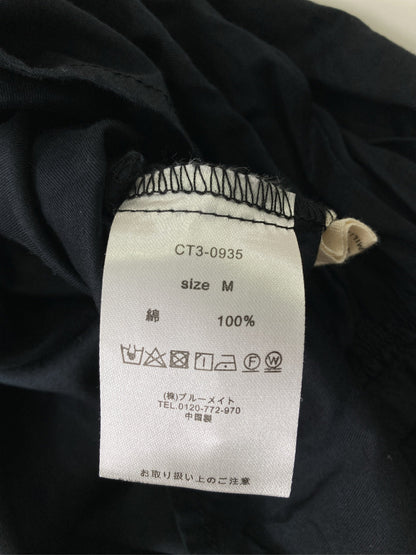 CT3-0935
size M
綿 100%
(株)ブルーメイト
TEL.0120-772-970
中国製
お取り扱い上のご注意